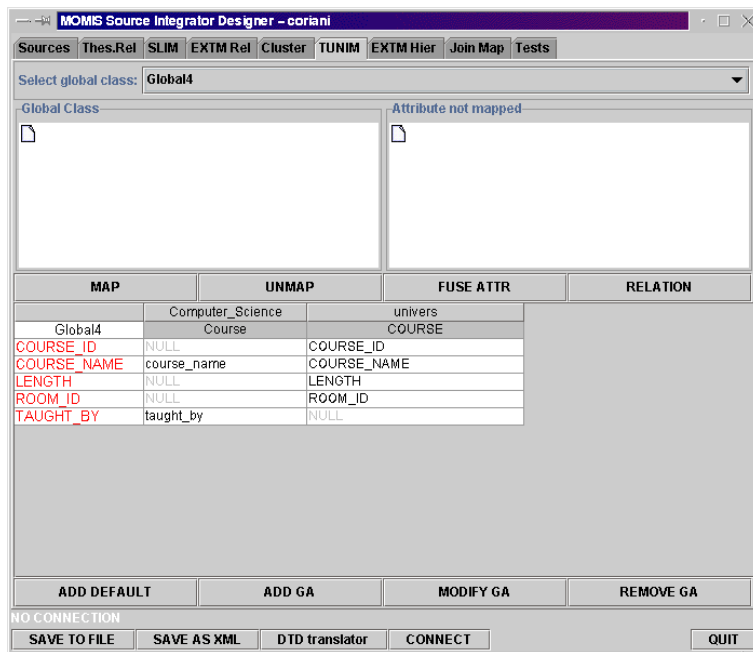 MOMIS Source Integrator Designer – coriani
Sources Thes.Rel SLIM EXTM Rel Cluster TUNIM EXTM Hier Join Map Tests
Select global class: Global4
Global Class Attribute not mapped
MAP UNMAP FUSE ATTR RELATION
Computer_Science univers
Global4 Course COURSE
COURSE_ID NULL COURSE_ID
COURSE_NAME course_name COURSE_NAME
LENGTH NULL LENGTH
ROOM_ID NULL ROOM_ID
TAUGHT_BY taught_by NULL
ADD DEFAULT ADD GA MODIFY GA REMOVE GA
NO CONNECTION
SAVE TO FILE SAVE AS XML DTD translator CONNECT QUIT